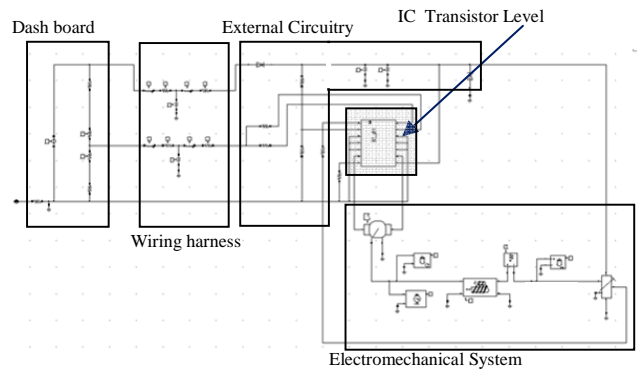 IC Transistor Level
Dash board
External Circuitry
Wiring harness
Electromechanical System